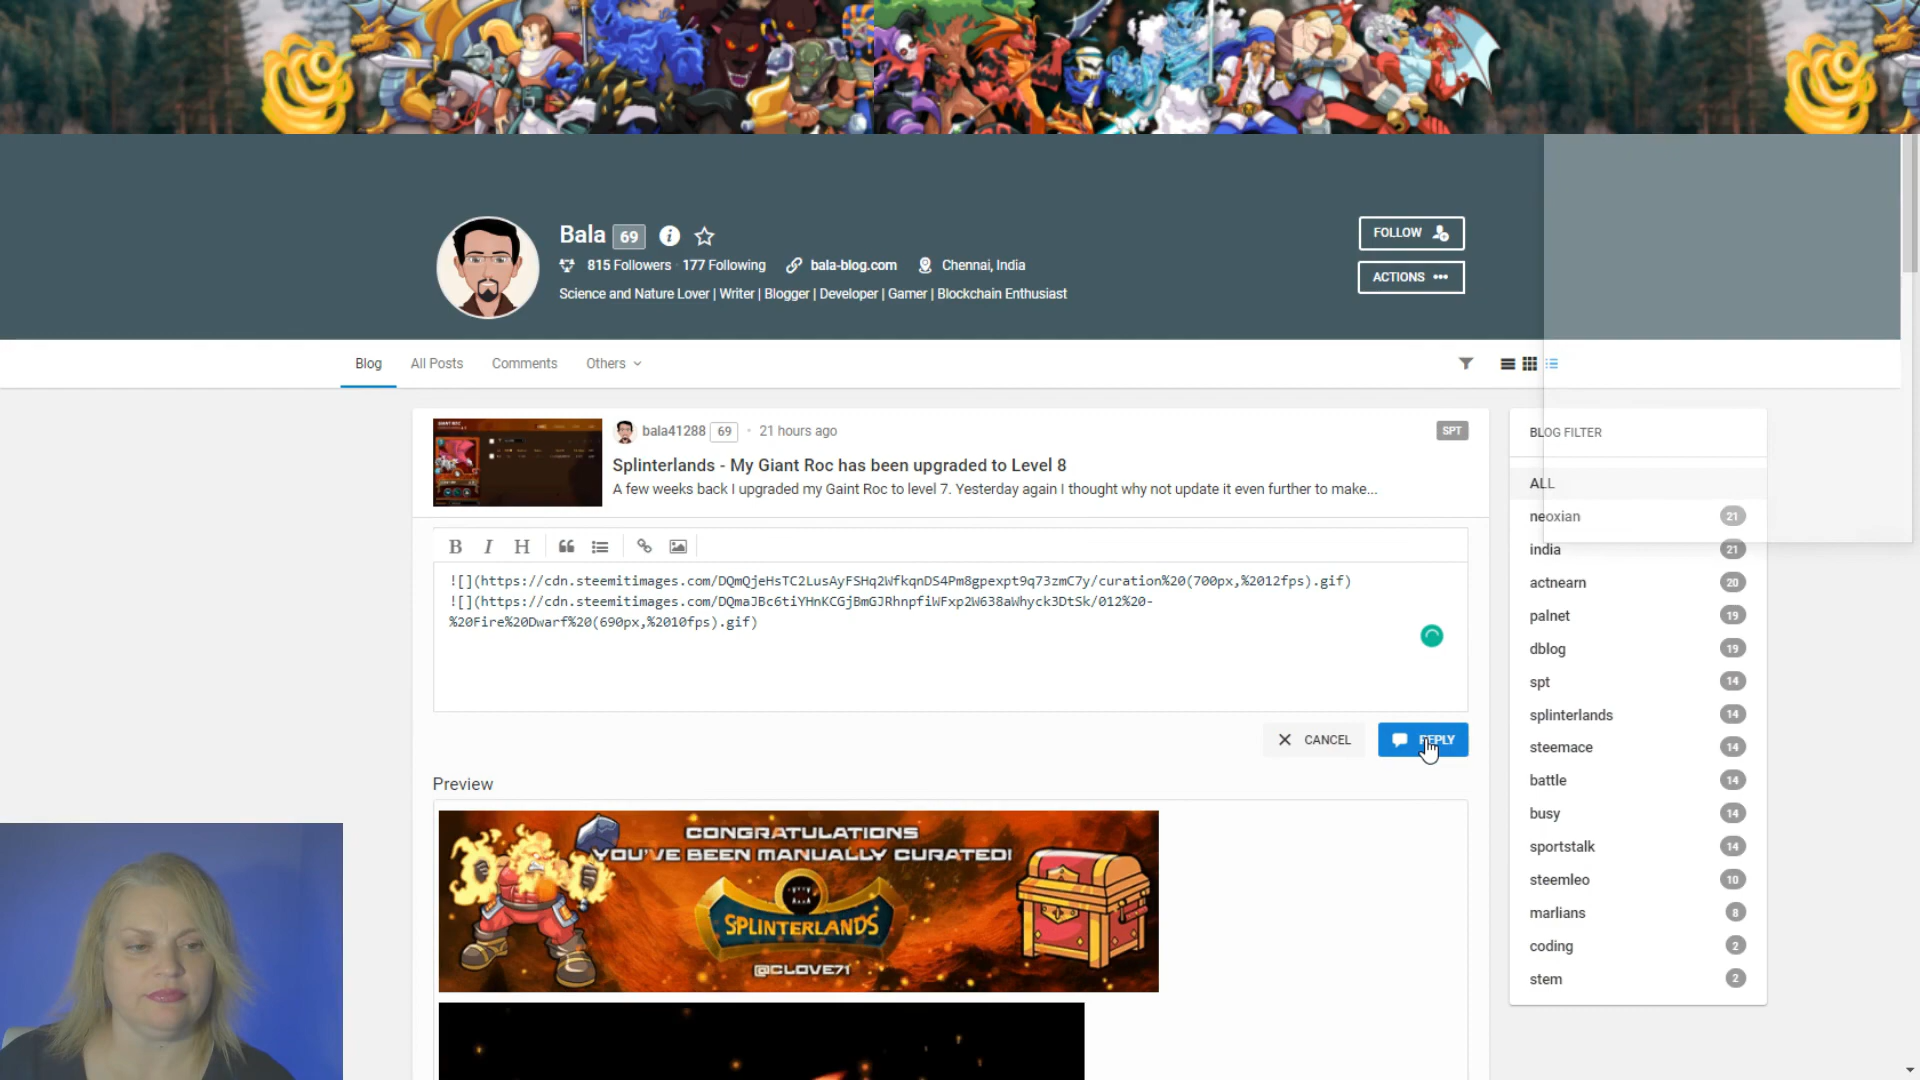 Bala 69
FOLLOW
815 Followers 177 Following bala-blog.com Chennai, India
ACTIONS
Science and Nature Lover | Writer | Blogger | Developer | Gamer | Blockchain Enthusiast
Blog All Posts Comments Others
bala41288 69 · 21 hours ago SPT
Splinterlands - My Giant Roc has been upgraded to Level 8
A few weeks back I upgraded my Gaint Roc to level 7. Yesterday again I thought why not update it even further to make...
B I H
![](https://cdn.steemitimages.com/DQmQjeHsTC2LusAyFSHq2WfkqnDS4Pm8gpexpt9q73zmC7y/curation%20(700px,%2012fps).gif)
![](https://cdn.steemitimages.com/DQmaJBc6tiYHnKCGjBmGJRhnpfiWFxp2W638aWhyck3DtSk/012%20-
%20Fire%20Dwarf%20(690px,%2010fps).gif)
CANCEL REPLY
Preview
CONGRATULATIONS
YOU'VE BEEN MANUALLY CURATED!
SPLINTERLANDS
@CLOVE71
BLOG FILTER
ALL
neoxian 21
india 21
actnearn 20
palnet 19
dblog 19
spt 14
splinterlands 14
steemace 14
battle 14
busy 14
sportstalk 14
steemleo 10
marlians 8
coding 2
stem 2